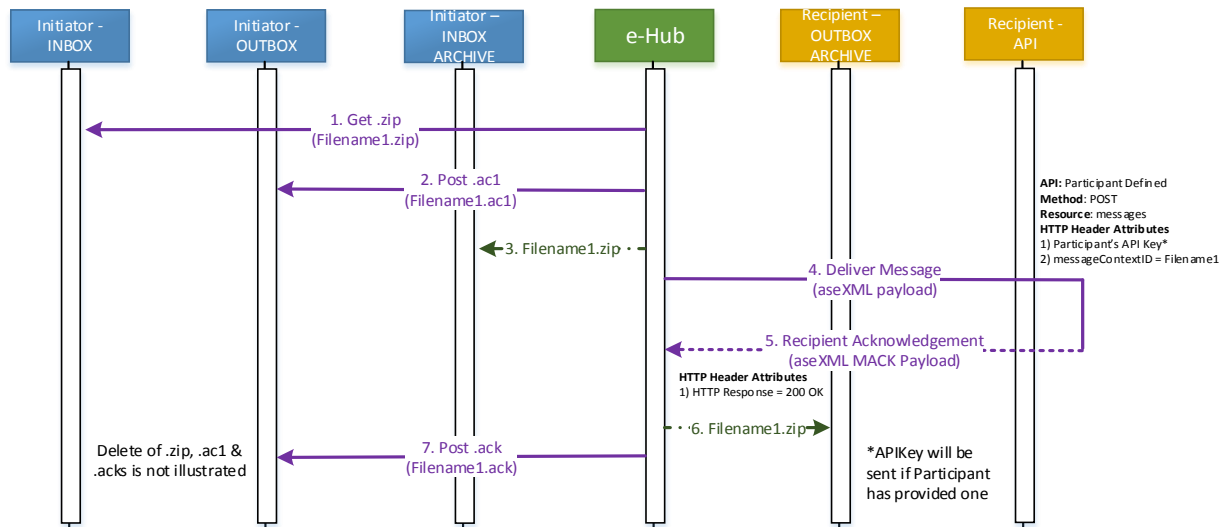 Initiator -
INBOX
Initiator -
OUTBOX
Initiator –
INBOX
ARCHIVE
e-Hub
Recipient –
OUTBOX
ARCHIVE
Recipient -
API
1. Get .zip
(Filename1.zip)
2. Post .ac1
(Filename1.ac1)
3. Filename1.zip
API: Participant Defined
Method: POST
Resource: messages
HTTP Header Attributes
1) Participant's API Key*
2) messageContextID = Filename1
4. Deliver Message
(aseXML payload)
5. Recipient Acknowledgement
(aseXML MACK Payload)
HTTP Header Attributes
1) HTTP Response = 200 OK
6. Filename1.zip
7. Post .ack
(Filename1.ack)
Delete of .zip, .ac1 &
.acks is not illustrated
*APIKey will be
sent if Participant
has provided one